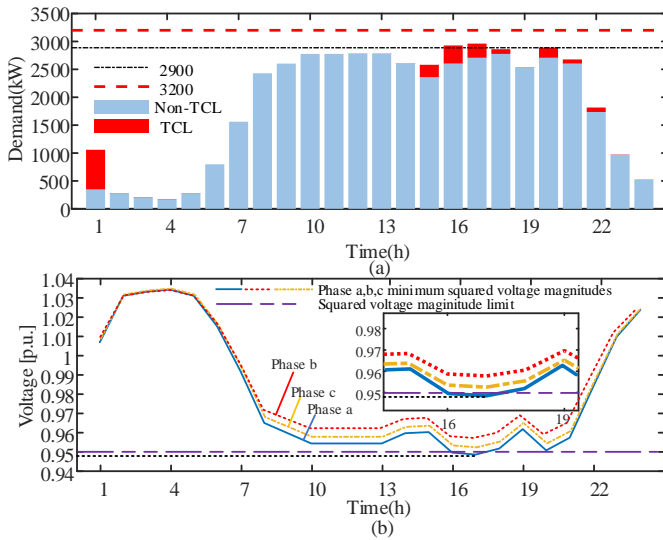 3500
3000
2500
2000
1500
1000
500
0
Demand(kW)
2900
3200
Non-TCL
TCL
1 4 7 10 13 16 19 22
Time(h)
(a)
1.04
1.03
1.02
1.01
1
0.99
0.98
0.97
0.96
0.95
0.94
Voltage [p.u.]
Phase a,b,c minimum squared voltage magnitudes
Squared voltage maginitude limit
Phase b
Phase c
Phase a
0.98
0.97
0.96
0.95
0.94
16 19
1 4 7 10 13 16 19 22
Time(h)
(b)